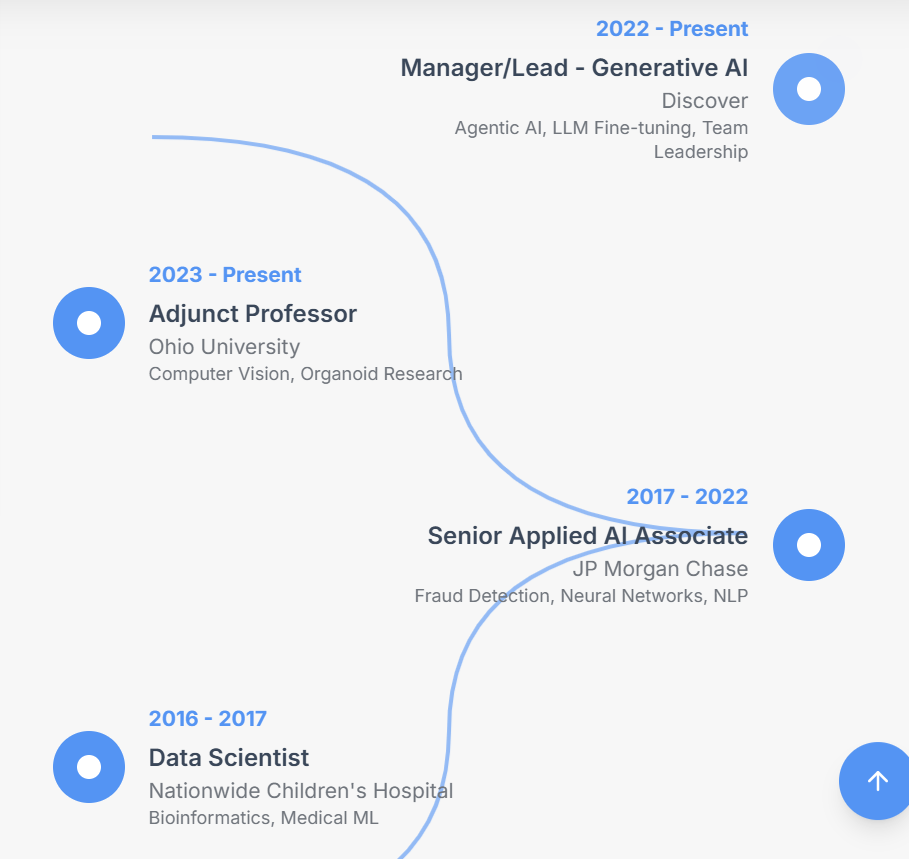 2022 - Present
Manager/Lead - Generative AI
Discover
Agentic AI, LLM Fine-tuning, Team
Leadership
2023 - Present
Adjunct Professor
Ohio University
Computer Vision, Organoid Research
2017 - 2022
Senior Applied AI Associate
JP Morgan Chase
Fraud Detection, Neural Networks, NLP
2016 - 2017
Data Scientist
Nationwide Children's Hospital
Bioinformatics, Medical ML